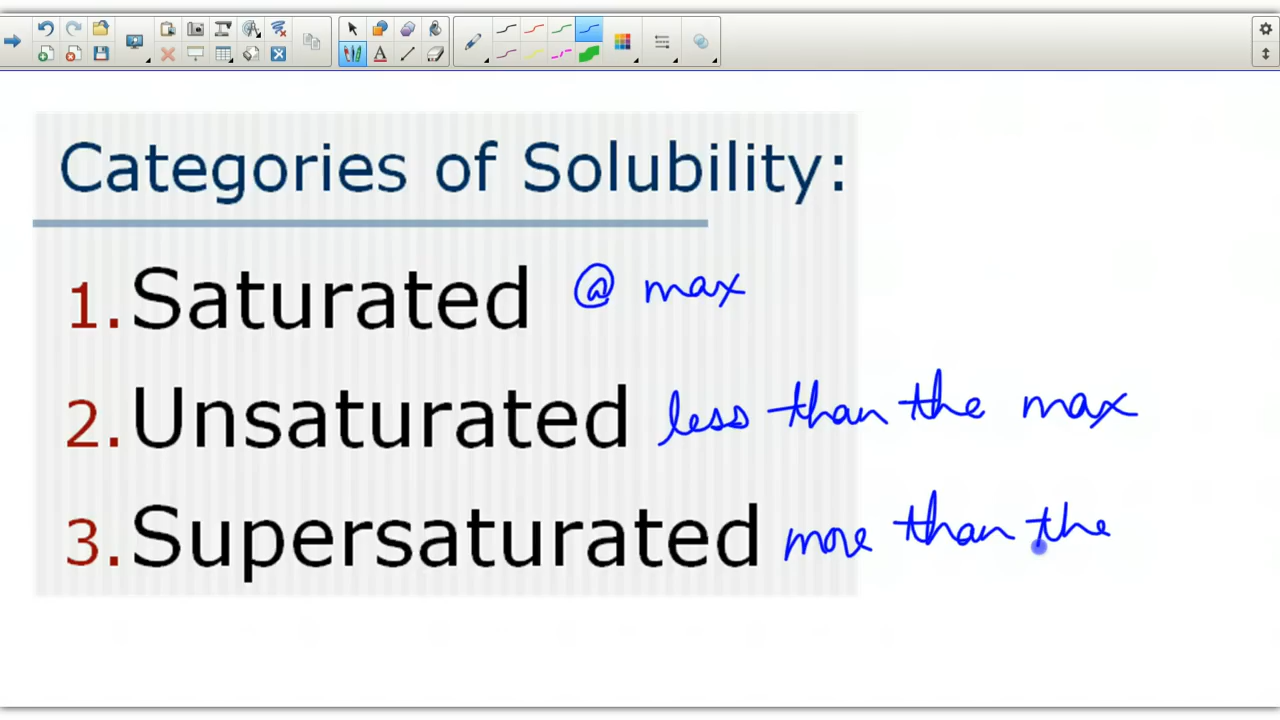 Categories of Solubility:
1. Saturated @ max
2. Unsaturated less than the max
3. Supersaturated more than the